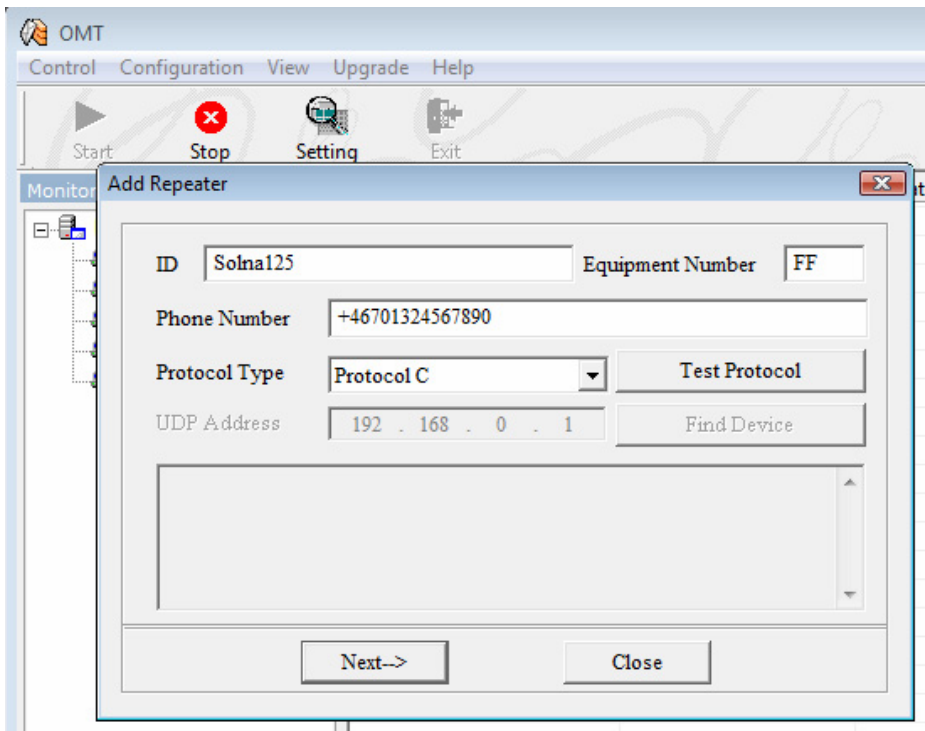 OMT
Control Configuration View Upgrade Help
Start Stop Setting Exit
Monitor
Add Repeater
ID Solna125 Equipment Number FF
Phone Number +46701324567890
Protocol Type Protocol C Test Protocol
UDP Address 192 . 168 . 0 . 1 Find Device
Next--> Close